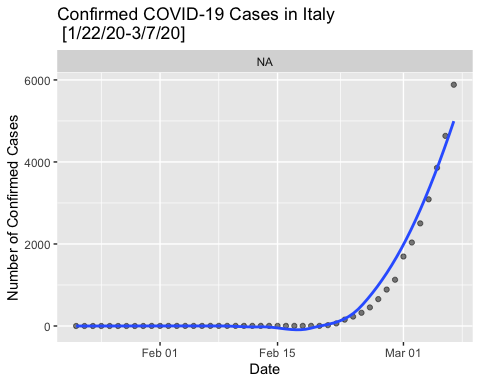 Confirmed COVID-19 Cases in Italy
[1/22/20-3/7/20]
NA
6000
4000
2000
0
Number of Confirmed Cases
Feb 01
Feb 15
Mar 01
Date